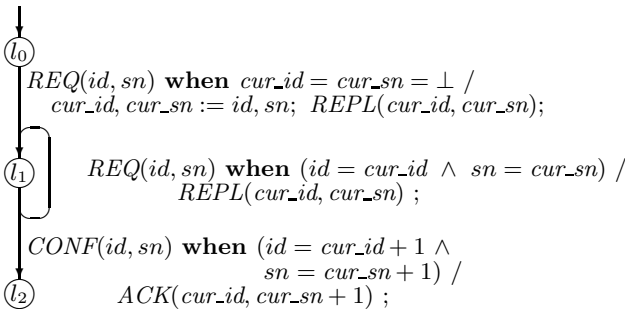 l₀
REQ(id, sn) when cur_id = cur_sn = ⊥ /
cur_id, cur_sn := id, sn; REPL(cur_id, cur_sn);
l₁
REQ(id, sn) when (id = cur_id ∧ sn = cur_sn) /
REPL(cur_id, cur_sn) ;
CONF(id, sn) when (id = cur_id + 1 ∧
sn = cur_sn + 1) /
l₂
ACK(cur_id, cur_sn + 1) ;